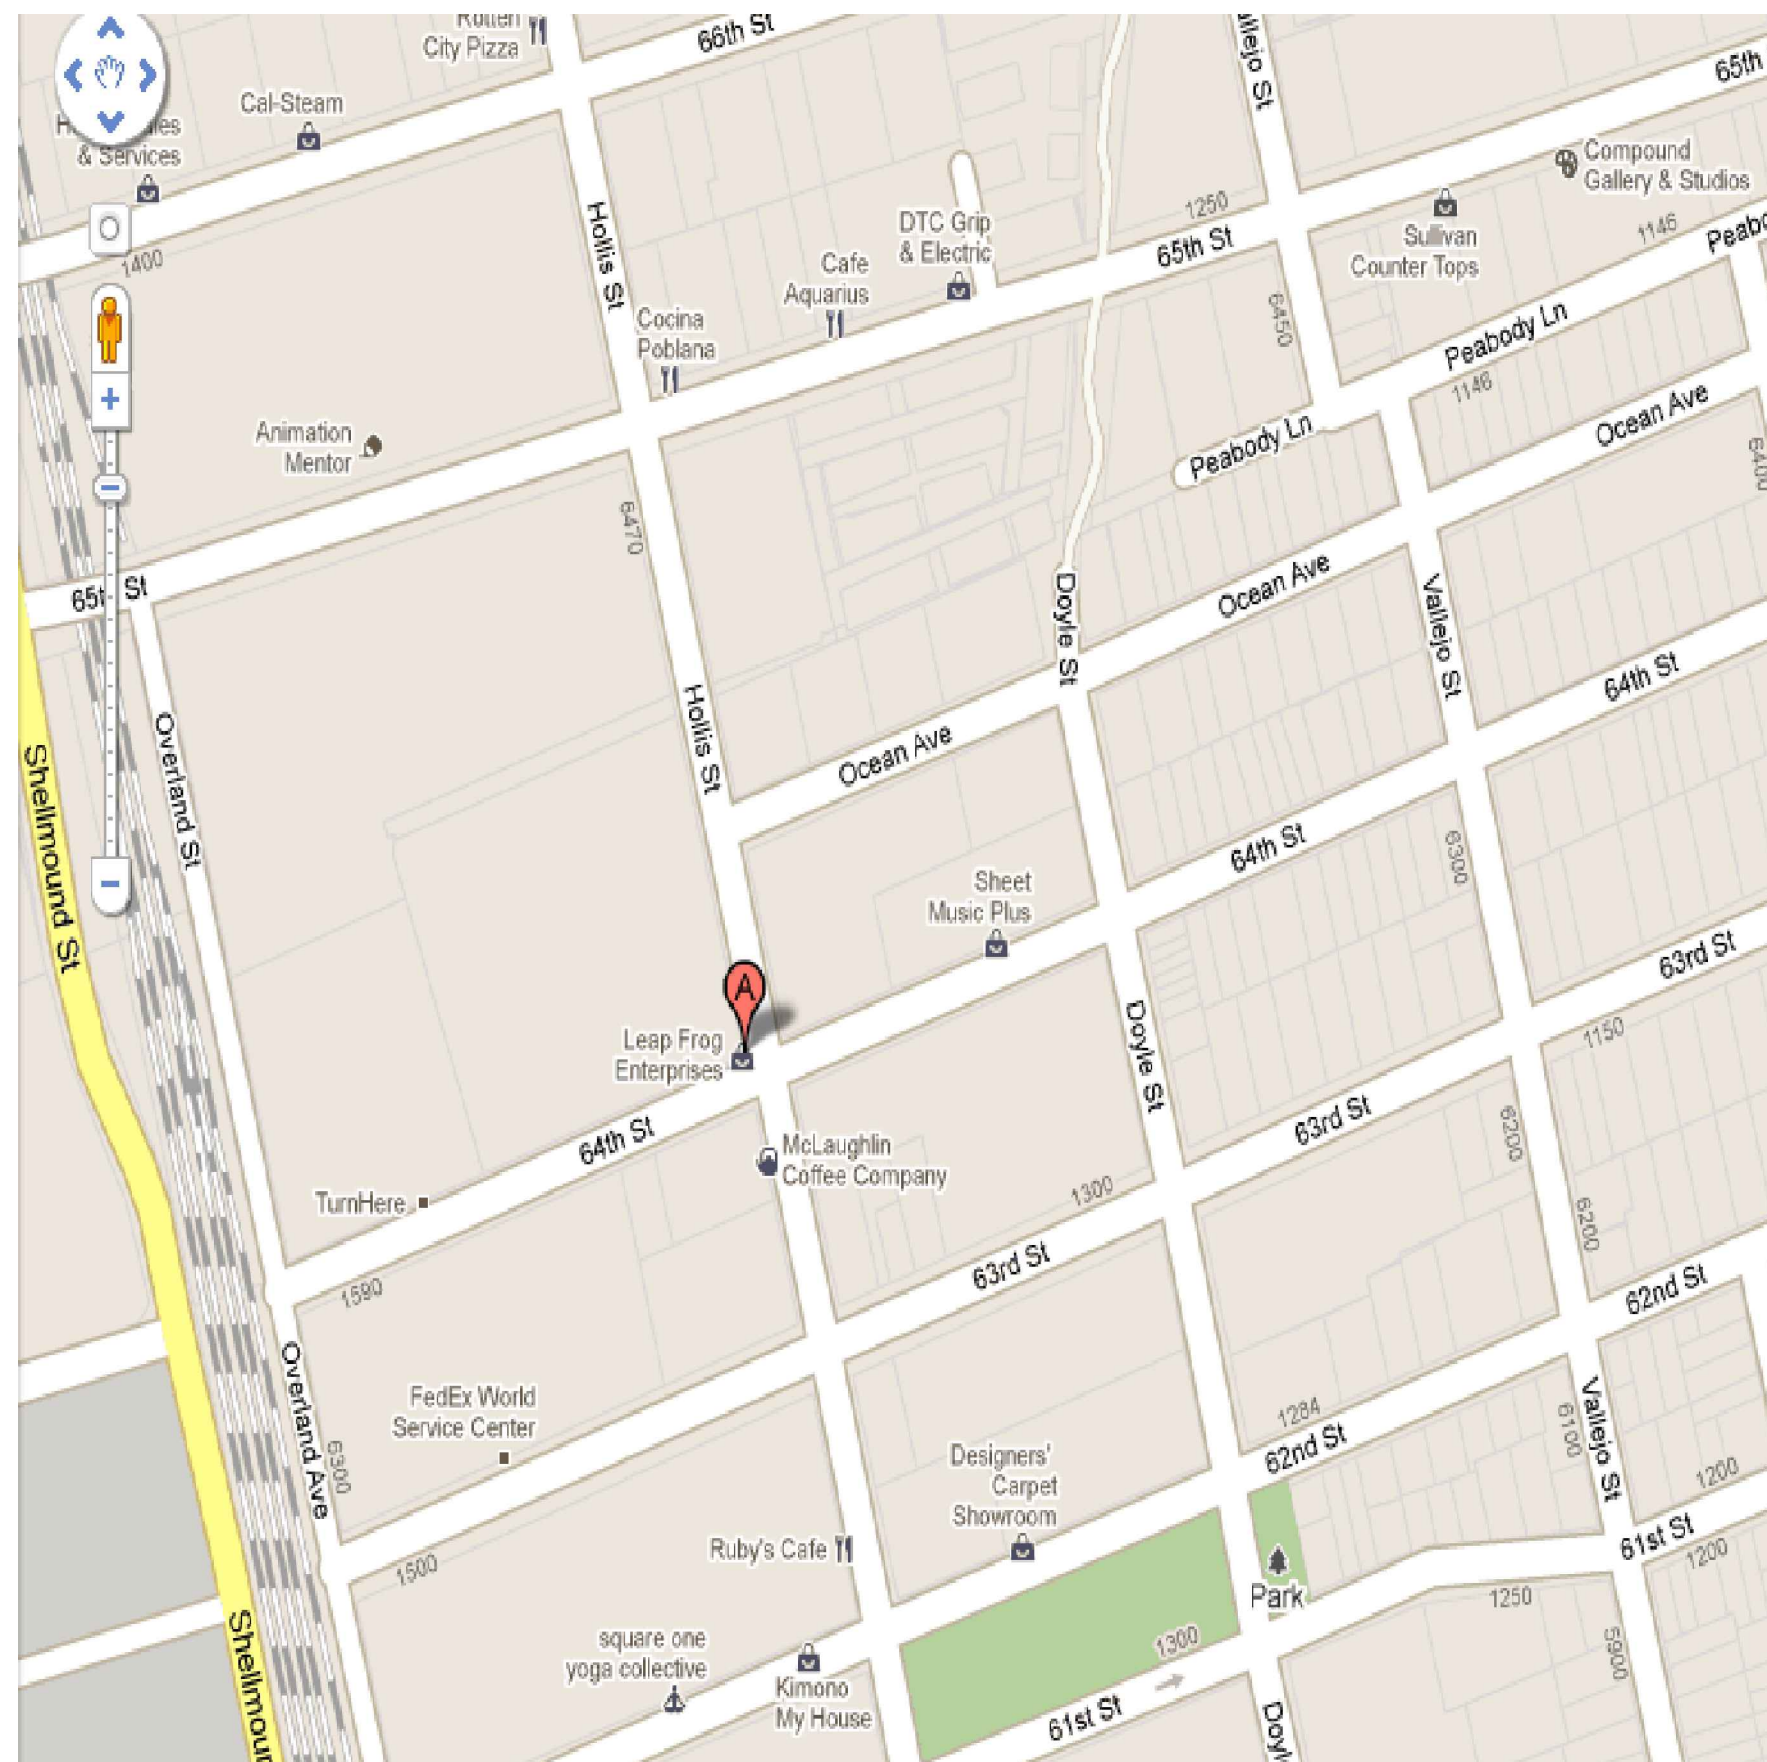 Rotten
City Pizza
66th St
Vallejo St
65th
Cal-Steam
& Services
Compound
Gallery & Studios
1400
Hollis St
DTC Grip
& Electric
1250
65th St
Sullivan
Counter Tops
1146
Cafe
Aquarius
Cocina
Poblana
6450
Peabody Ln
1146
Animation
Mentor
Peabody Ln
Ocean Ave
6400
6470
65th St
Doyle St
Ocean Ave
Vallejo St
64th St
Hollis St
Ocean Ave
Overland St
Shellmound St
64th St
6300
Sheet
Music Plus
63rd St
A
Leap Frog
Enterprises
Doyle St
1150
64th St
63rd St
6200
McLaughlin
Coffee Company
TurnHere
1300
6200
63rd St
1590
62nd St
Overland Ave
6300
FedEx World
Service Center
1284
62nd St
6100
Vallejo St
Designers'
Carpet
Showroom
1200
61st St
1200
Ruby's Cafe
1500
Park
1250
square one
yoga collective
Kimono
My House
1300
5900
61st St